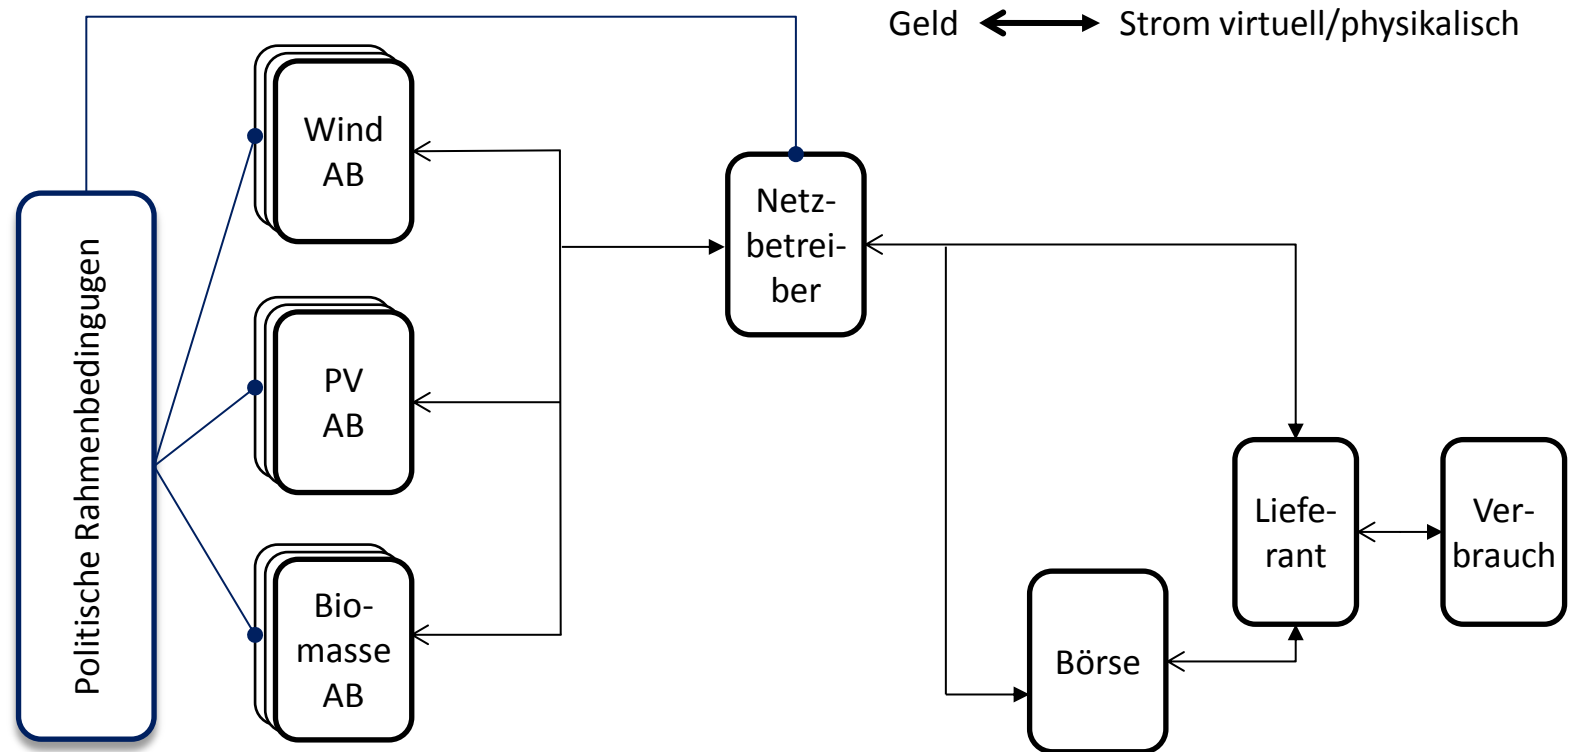 Geld
Strom virtuell/physikalisch
Politische Rahmenbedingugen
Wind
AB
PV
AB
Bio-
masse
AB
Netz-
betrei-
ber
Börse
Liefe-
rant
Ver-
brauch